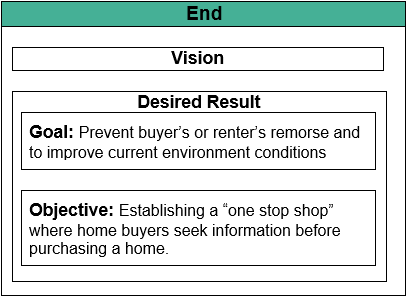 End
Vision
Desired Result
Goal: Prevent buyer’s or renter’s remorse and
to improve current environment conditions
Objective: Establishing a “one stop shop”
where home buyers seek information before
purchasing a home.